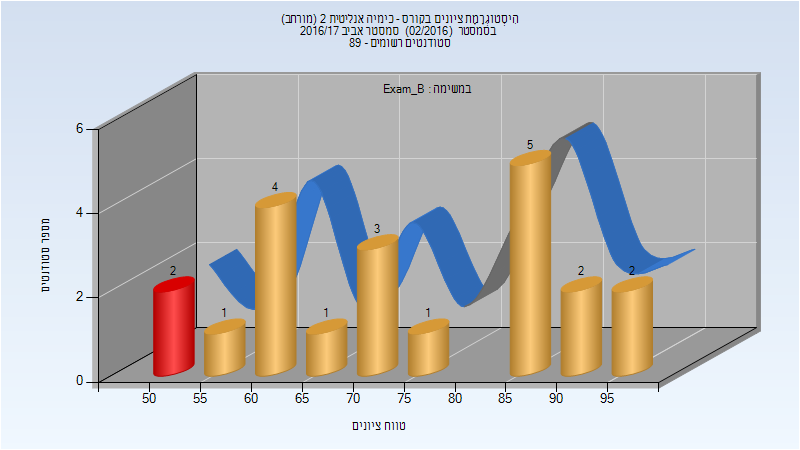 היסטוגרמת ציונים בקורס - כימיה אנליטית 2 (מורחב)
בסמסטר (02/2016) סמסטר אביב 2016/17
סטודנטים רשומים - 89
במשימה : Exam_B
מספר סטודנטים
6
4
2
0
2
1
4
1
3
1
5
2
2
50 55 60 65 70 75 80 85 90 95
טווח ציונים